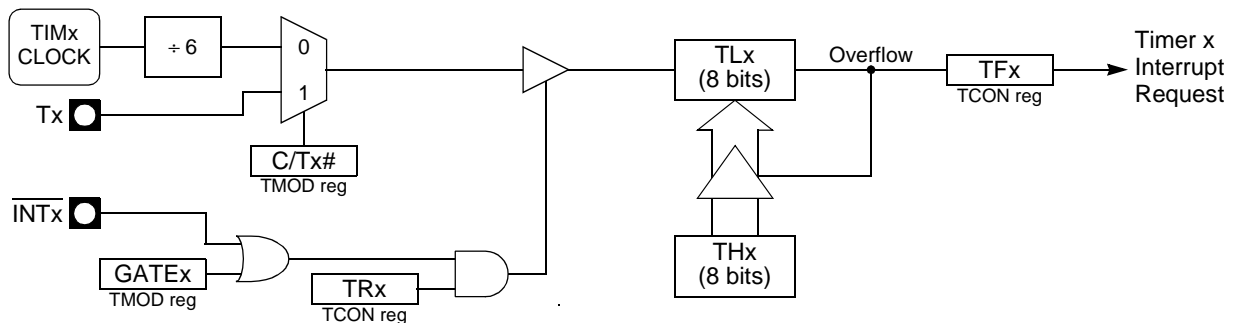 TIMx
CLOCK
÷ 6
0
1
Tx
C/Tx#
TMOD reg
TLx
(8 bits)
Overflow
TFx
TCON reg
Timer x
Interrupt
Request
INTx
GATEx
TMOD reg
TRx
TCON reg
THx
(8 bits)